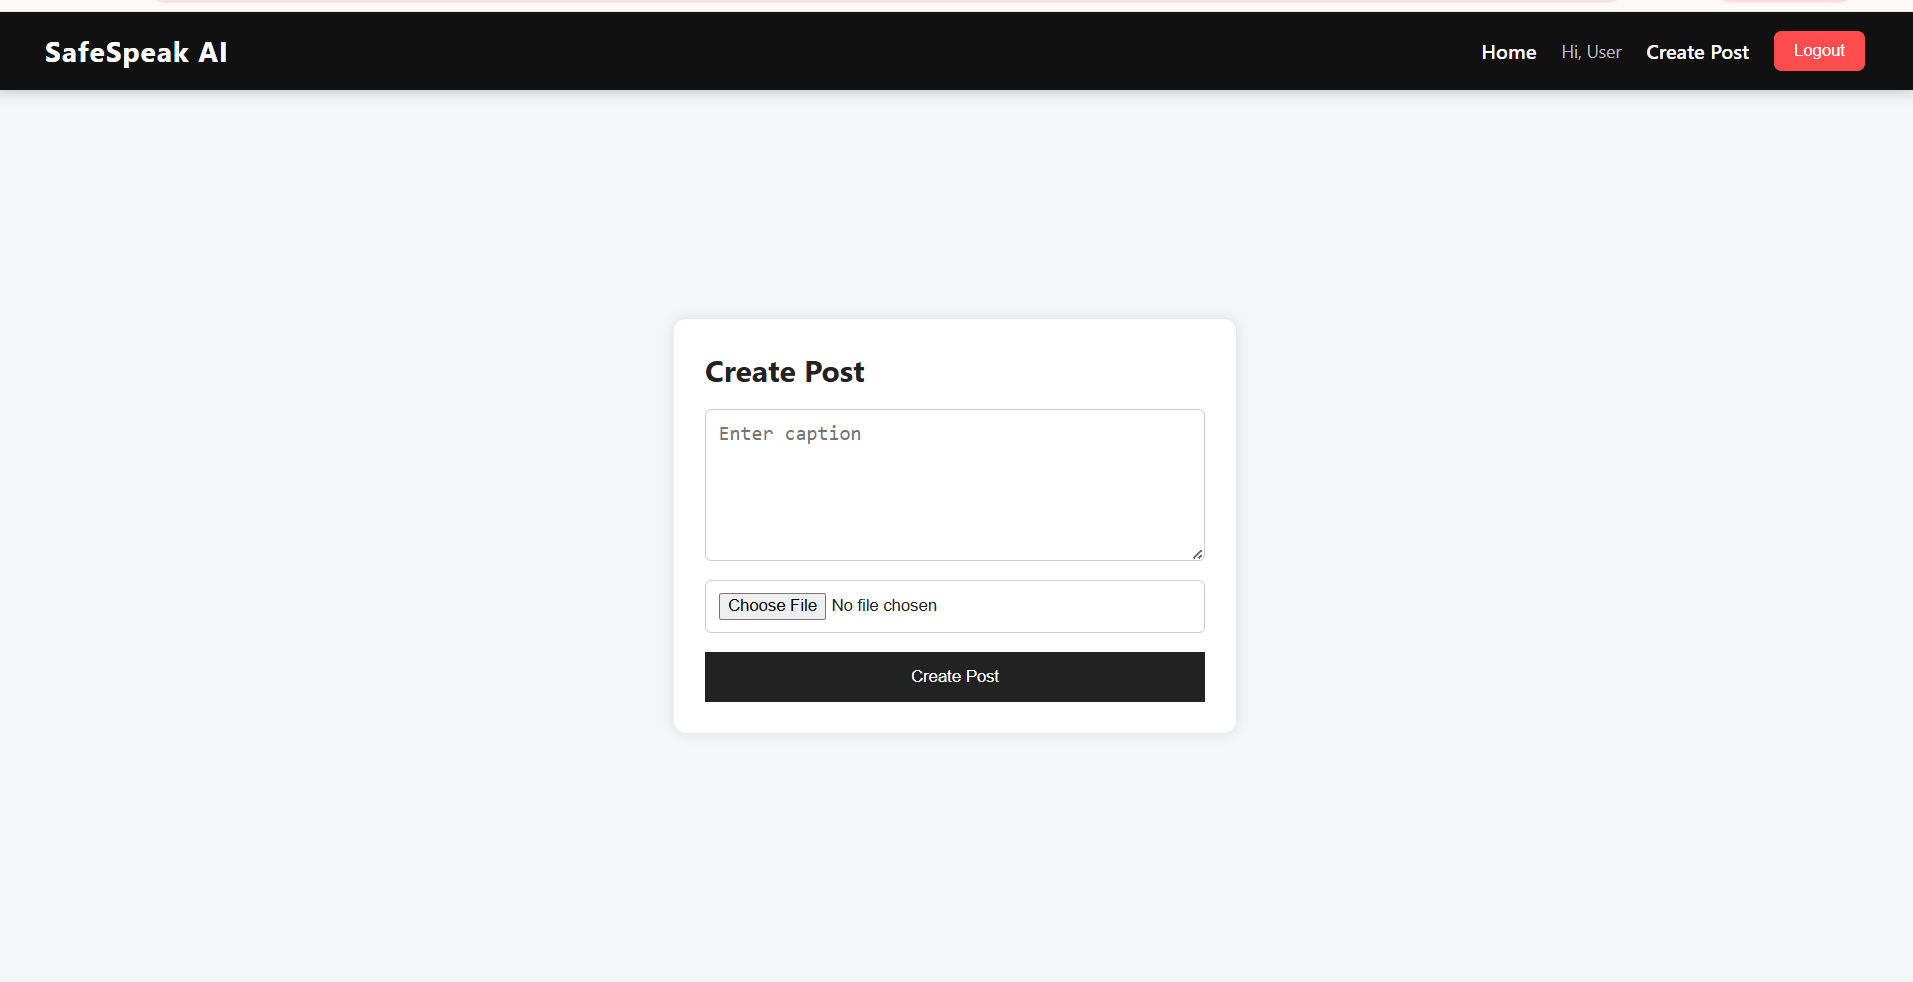 SafeSpeak AI
Home Hi, User Create Post Logout
Create Post
Enter caption
Choose File No file chosen
Create Post